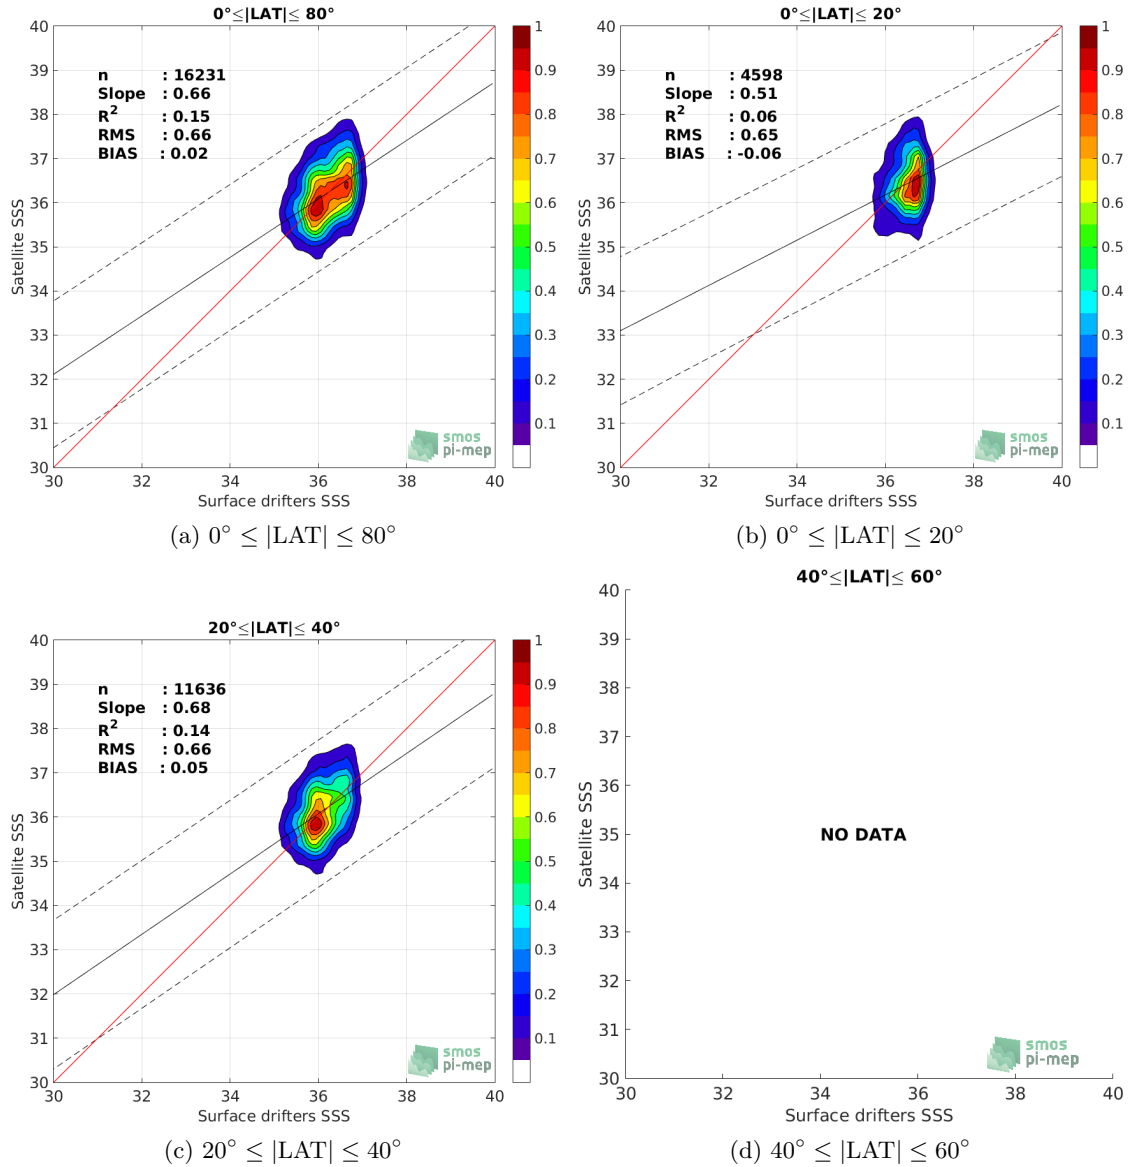 0°≤|LAT|≤ 80°
40
39
38
37
36
35
34
33
32
31
30
Satellite SSS
n : 16231
Slope : 0.66
R2 : 0.15
RMS : 0.66
BIAS : 0.02
smos
pi-mep
30 32 34 36 38 40
Surface drifters SSS
1
0.9
0.8
0.7
0.6
0.5
0.4
0.3
0.2
0.1
(a) 0° ≤ |LAT| ≤ 80°
0°≤|LAT|≤ 20°
40
39
38
37
36
35
34
33
32
31
30
Satellite SSS
n : 4598
Slope : 0.51
R2 : 0.06
RMS : 0.65
BIAS : -0.06
smos
pi-mep
30 32 34 36 38 40
Surface drifters SSS
1
0.9
0.8
0.7
0.6
0.5
0.4
0.3
0.2
0.1
(b) 0° ≤ |LAT| ≤ 20°
20°≤|LAT|≤ 40°
40
39
38
37
36
35
34
33
32
31
30
Satellite SSS
n : 11636
Slope : 0.68
R2 : 0.14
RMS : 0.66
BIAS : 0.05
smos
pi-mep
30 32 34 36 38 40
Surface drifters SSS
1
0.9
0.8
0.7
0.6
0.5
0.4
0.3
0.2
0.1
(c) 20° ≤ |LAT| ≤ 40°
40°≤|LAT|≤ 60°
40
39
38
37
36
35
34
33
32
31
30
Satellite SSS
NO DATA
smos
pi-mep
30 32 34 36 38 40
Surface drifters SSS
(d) 40° ≤ |LAT| ≤ 60°